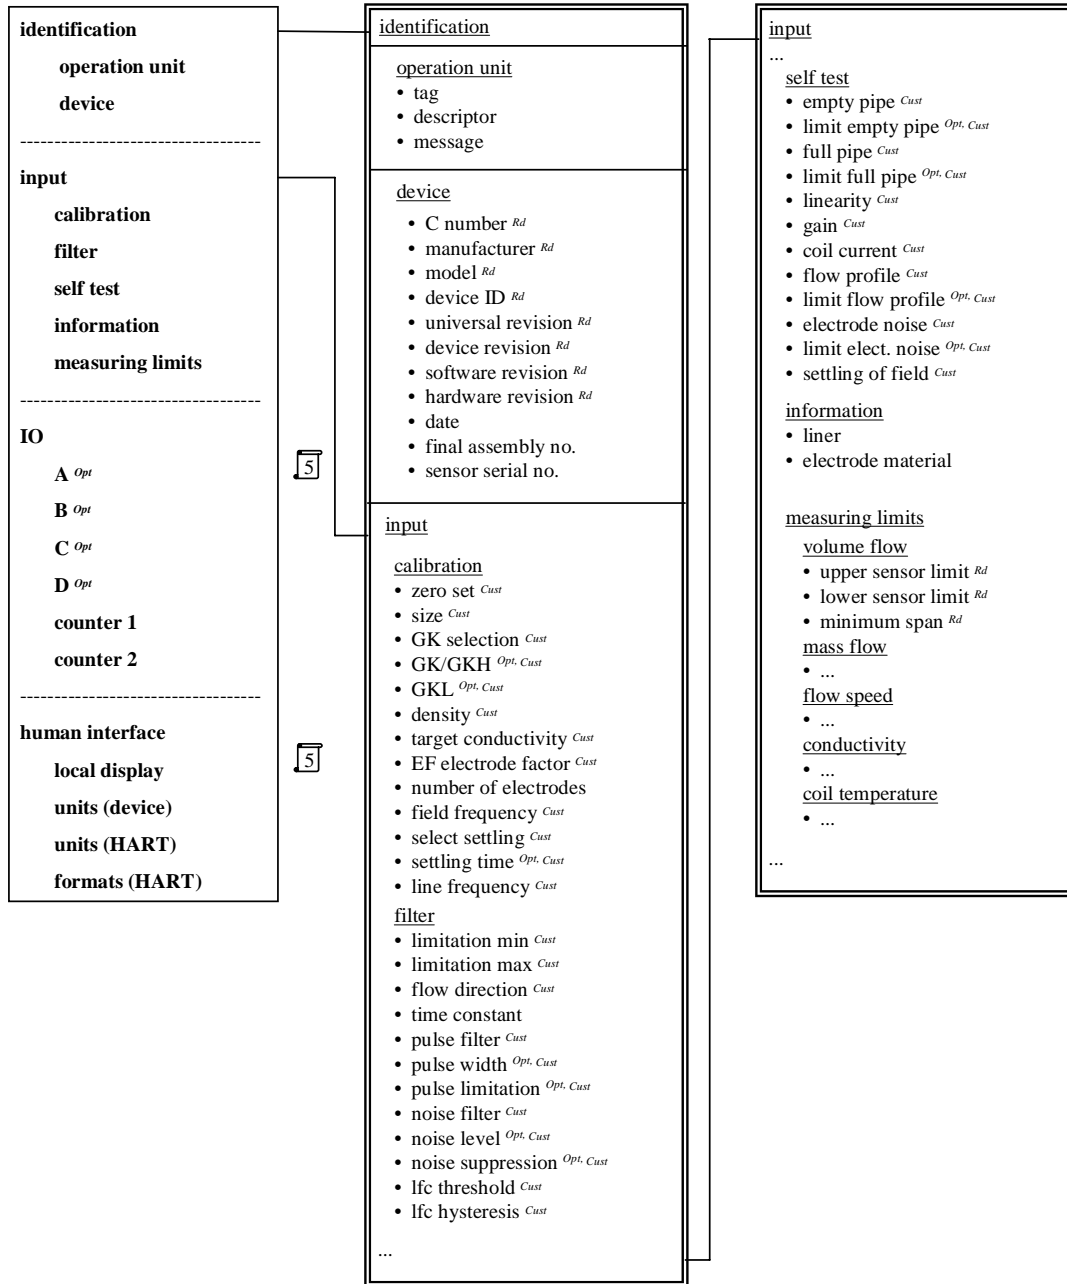 identification
operation unit
device
-----------------------------------
input
calibration
filter
self test
information
measuring limits
-----------------------------------
IO
A Opt
B Opt
C Opt
D Opt
counter 1
counter 2
-----------------------------------
human interface
local display
units (device)
units (HART)
formats (HART)
5
5
identification
operation unit
• tag
• descriptor
• message
device
• C number Rd
• manufacturer Rd
• model Rd
• device ID Rd
• universal revision Rd
• device revision Rd
• software revision Rd
• hardware revision Rd
• date
• final assembly no.
• sensor serial no.
input
calibration
• zero set Cust
• size Cust
• GK selection Cust
• GK/GKH Opt, Cust
• GKL Opt, Cust
• density Cust
• target conductivity Cust
• EF electrode factor Cust
• number of electrodes
• field frequency Cust
• select settling Cust
• settling time Opt, Cust
• line frequency Cust
filter
• limitation min Cust
• limitation max Cust
• flow direction Cust
• time constant
• pulse filter Cust
• pulse width Opt, Cust
• pulse limitation Opt, Cust
• noise filter Cust
• noise level Opt, Cust
• noise suppression Opt, Cust
• lfc threshold Cust
• lfc hysteresis Cust
...
input
...
self test
• empty pipe Cust
• limit empty pipe Opt, Cust
• full pipe Cust
• limit full pipe Opt, Cust
• linearity Cust
• gain Cust
• coil current Cust
• flow profile Cust
• limit flow profile Opt, Cust
• electrode noise Cust
• limit elect. noise Opt, Cust
• settling of field Cust
information
• liner
• electrode material
measuring limits
volume flow
• upper sensor limit Rd
• lower sensor limit Rd
• minimum span Rd
mass flow
• ...
flow speed
• ...
conductivity
• ...
coil temperature
• ...
...